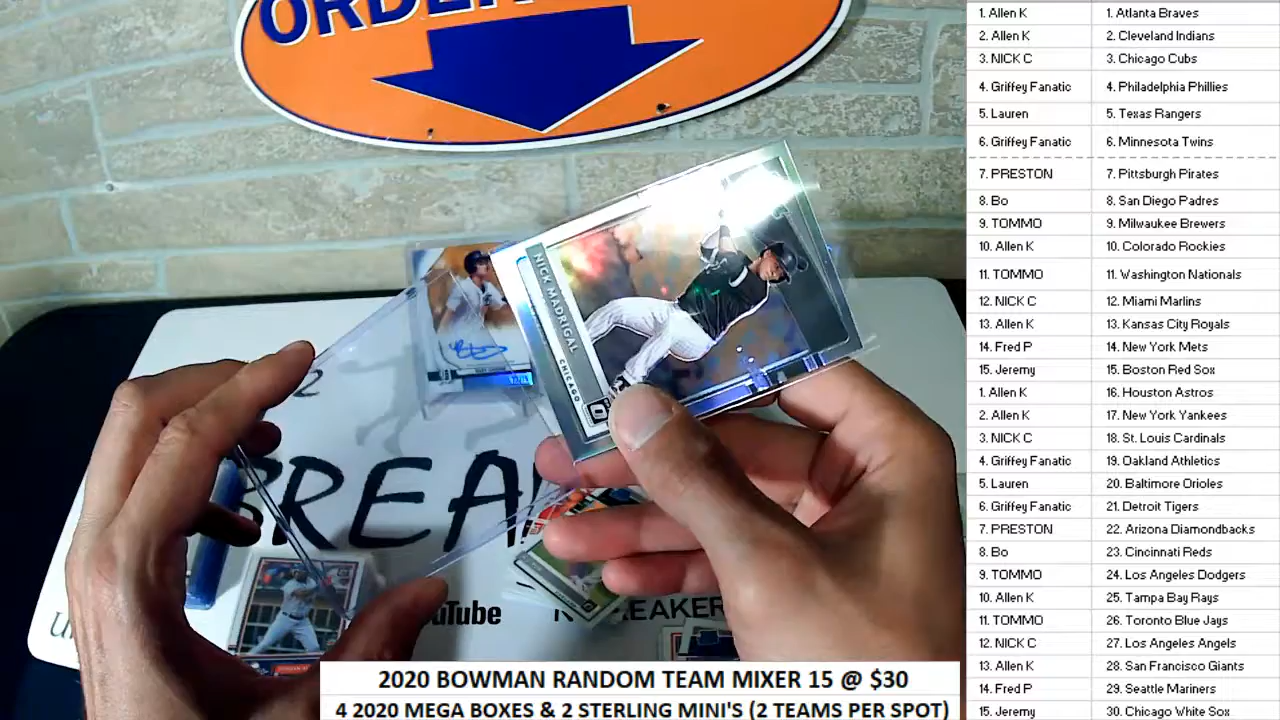 ORDER
NICK MADRIGAL
CHICAGO
BREA
YouTube
BREAKER
2020 BOWMAN RANDOM TEAM MIXER 15 @ $30
4 2020 MEGA BOXES & 2 STERLING MINI'S (2 TEAMS PER SPOT)
1. Allen K 1. Atlanta Braves
2. Allen K 2. Cleveland Indians
3. NICK C 3. Chicago Cubs
4. Griffey Fanatic 4. Philadelphia Phillies
5. Lauren 5. Texas Rangers
6. Griffey Fanatic 6. Minnesota Twins
7. PRESTON 7. Pittsburgh Pirates
8. Bo 8. San Diego Padres
9. TOMMO 9. Milwaukee Brewers
10. Allen K 10. Colorado Rockies
11. TOMMO 11. Washington Nationals
12. NICK C 12. Miami Marlins
13. Allen K 13. Kansas City Royals
14. Fred P 14. New York Mets
15. Jeremy 15. Boston Red Sox
1. Allen K 16. Houston Astros
2. Allen K 17. New York Yankees
3. NICK C 18. St. Louis Cardinals
4. Griffey Fanatic 19. Oakland Athletics
5. Lauren 20. Baltimore Orioles
6. Griffey Fanatic 21. Detroit Tigers
7. PRESTON 22. Arizona Diamondbacks
8. Bo 23. Cincinnati Reds
9. TOMMO 24. Los Angeles Dodgers
10. Allen K 25. Tampa Bay Rays
11. TOMMO 26. Toronto Blue Jays
12. NICK C 27. Los Angeles Angels
13. Allen K 28. San Francisco Giants
14. Fred P 29. Seattle Mariners
15. Jeremy 30. Chicago White Sox